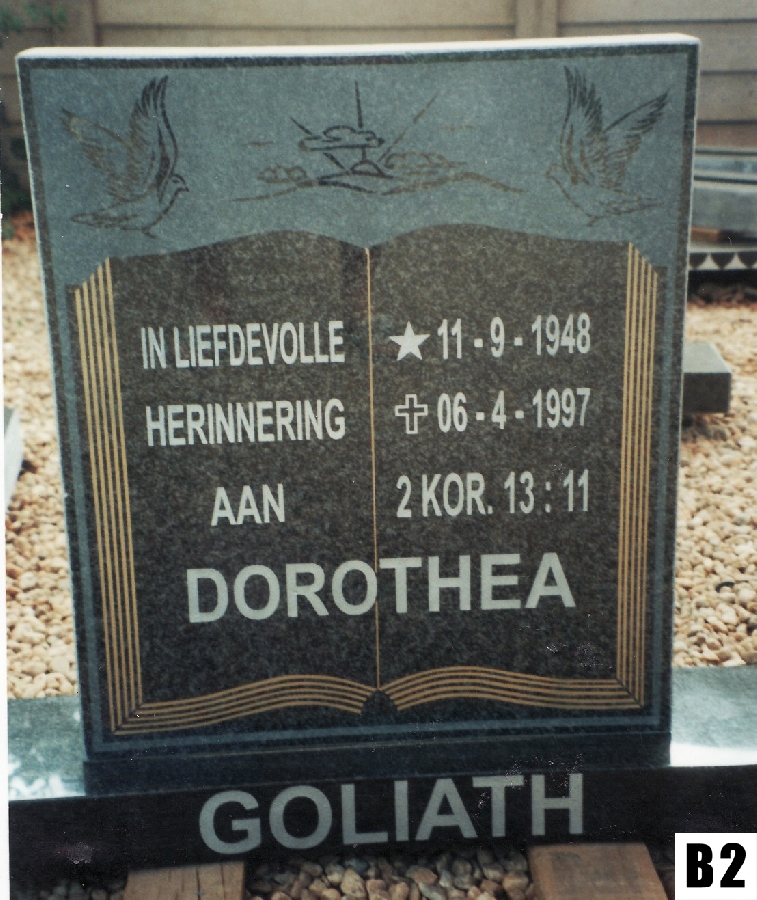 IN LIEFDEVOLLE
HERINNERING
AAN
★ 11 - 9 - 1948
✝ 06 - 4 - 1997
2 KOR. 13 : 11
DOROTHEA
GOLIATH
B2